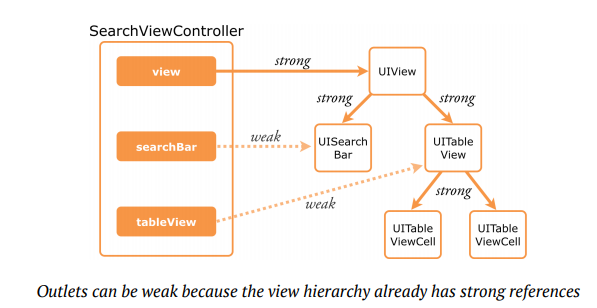 SearchViewController
view
strong
UIView
strong
strong
searchBar
weak
UISearch
Bar
UITable
View
tableView
weak
strong
UITable
ViewCell
UITable
ViewCell
Outlets can be weak because the view hierarchy already has strong references